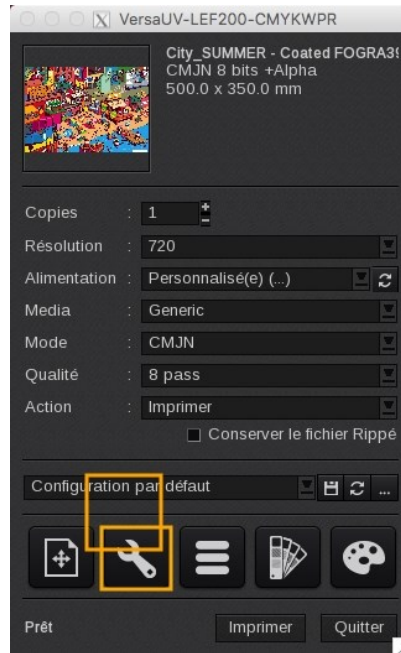 VersaUV-LEF200-CMYKWPR
City_SUMMER - Coated FOGRA39
CMJN 8 bits +Alpha
500.0 x 350.0 mm
Copies : 1
Résolution : 720
Alimentation : Personnalisé(e) (...)
Media : Generic
Mode : CMJN
Qualité : 8 pass
Action : Imprimer
Conserver le fichier Rippé
Configuration par défaut ...
Prêt Imprimer Quitter